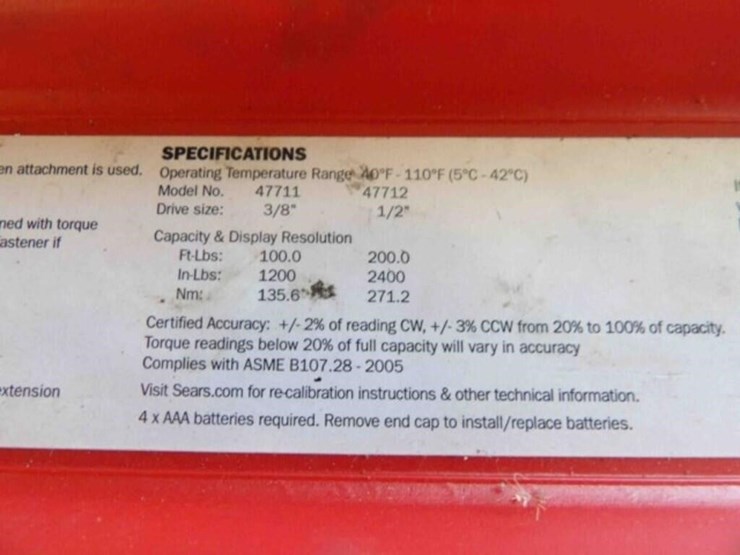 SPECIFICATIONS
en attachment is used.
Operating Temperature Range 40°F - 110°F (5°C - 42°C)
Model No. 47711 47712
Drive size: 3/8" 1/2"
ned with torque
astener if
Capacity & Display Resolution
Ft-Lbs: 100.0 200.0
In-Lbs: 1200 2400
Nm: 135.6 271.2
Certified Accuracy: +/- 2% of reading CW, +/- 3% CCW from 20% to 100% of capacity.
Torque readings below 20% of full capacity will vary in accuracy
Complies with ASME B107.28 - 2005
extension
Visit Sears.com for re-calibration instructions & other technical information.
4 x AAA batteries required. Remove end cap to install/replace batteries.